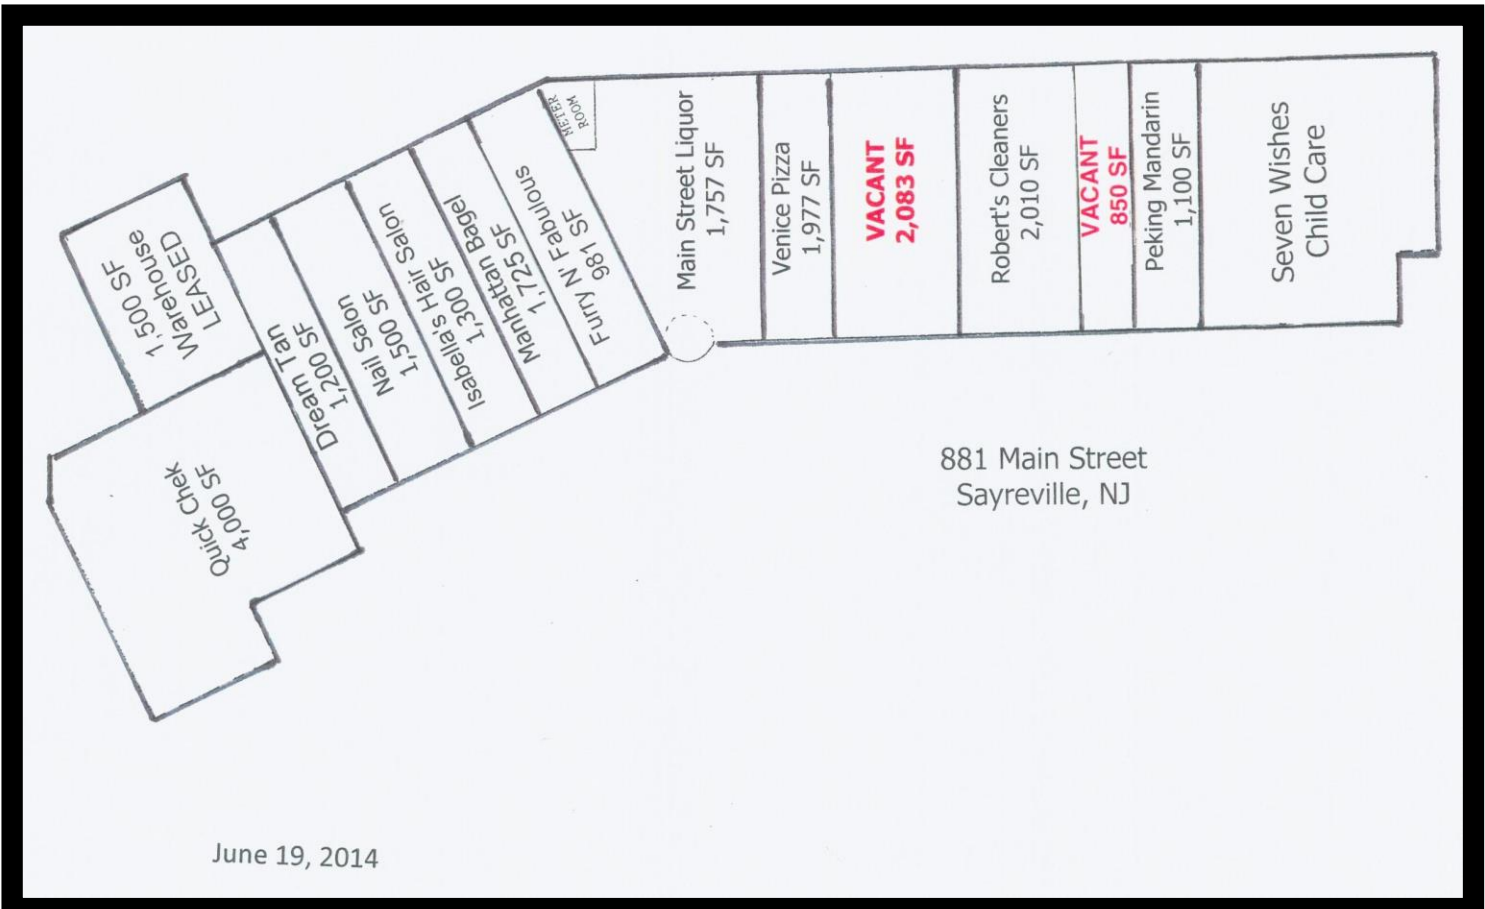 1,500 SF
Warehouse
LEASED
Quick Chek
4,000 SF
Dream Tan
1,200 SF
Nail Salon
1,500 SF
Isabella's Hair Salon
1,300 SF
Manhattan Bagel
1,725 SF
Furry N Fabulous
981 SF
METER
ROOM
Main Street Liquor
1,757 SF
Venice Pizza
1,977 SF
VACANT
2,083 SF
Robert's Cleaners
2,010 SF
VACANT
850 SF
Peking Mandarin
1,100 SF
Seven Wishes
Child Care
881 Main Street
Sayreville, NJ
June 19, 2014